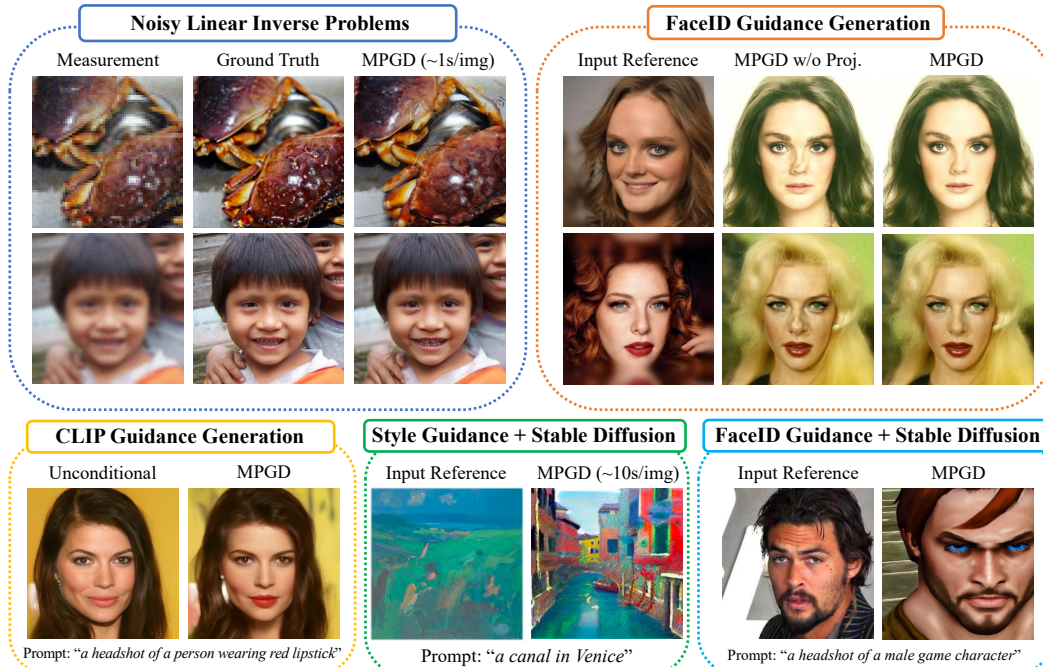 Noisy Linear Inverse Problems
Measurement Ground Truth MPGD (~1s/img)
FaceID Guidance Generation
Input Reference MPGD w/o Proj. MPGD
CLIP Guidance Generation
Unconditional MPGD
Prompt: “a headshot of a person wearing red lipstick”
Style Guidance + Stable Diffusion
Input Reference MPGD (~10s/img)
Prompt: “a canal in Venice”
FaceID Guidance + Stable Diffusion
Input Reference MPGD
Prompt: “a headshot of a male game character”